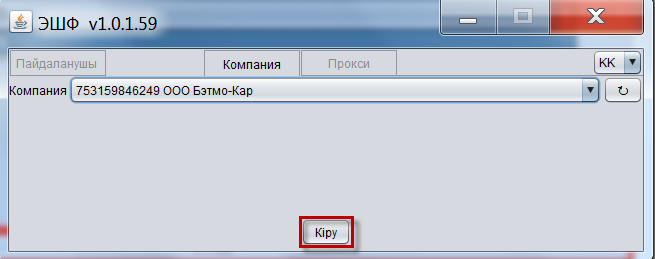 ЭШФ v1.0.1.59
Пайдаланушы Компания Прокси KK
Компания 753159846249 ООО Бэтмо-Кар
Кіру